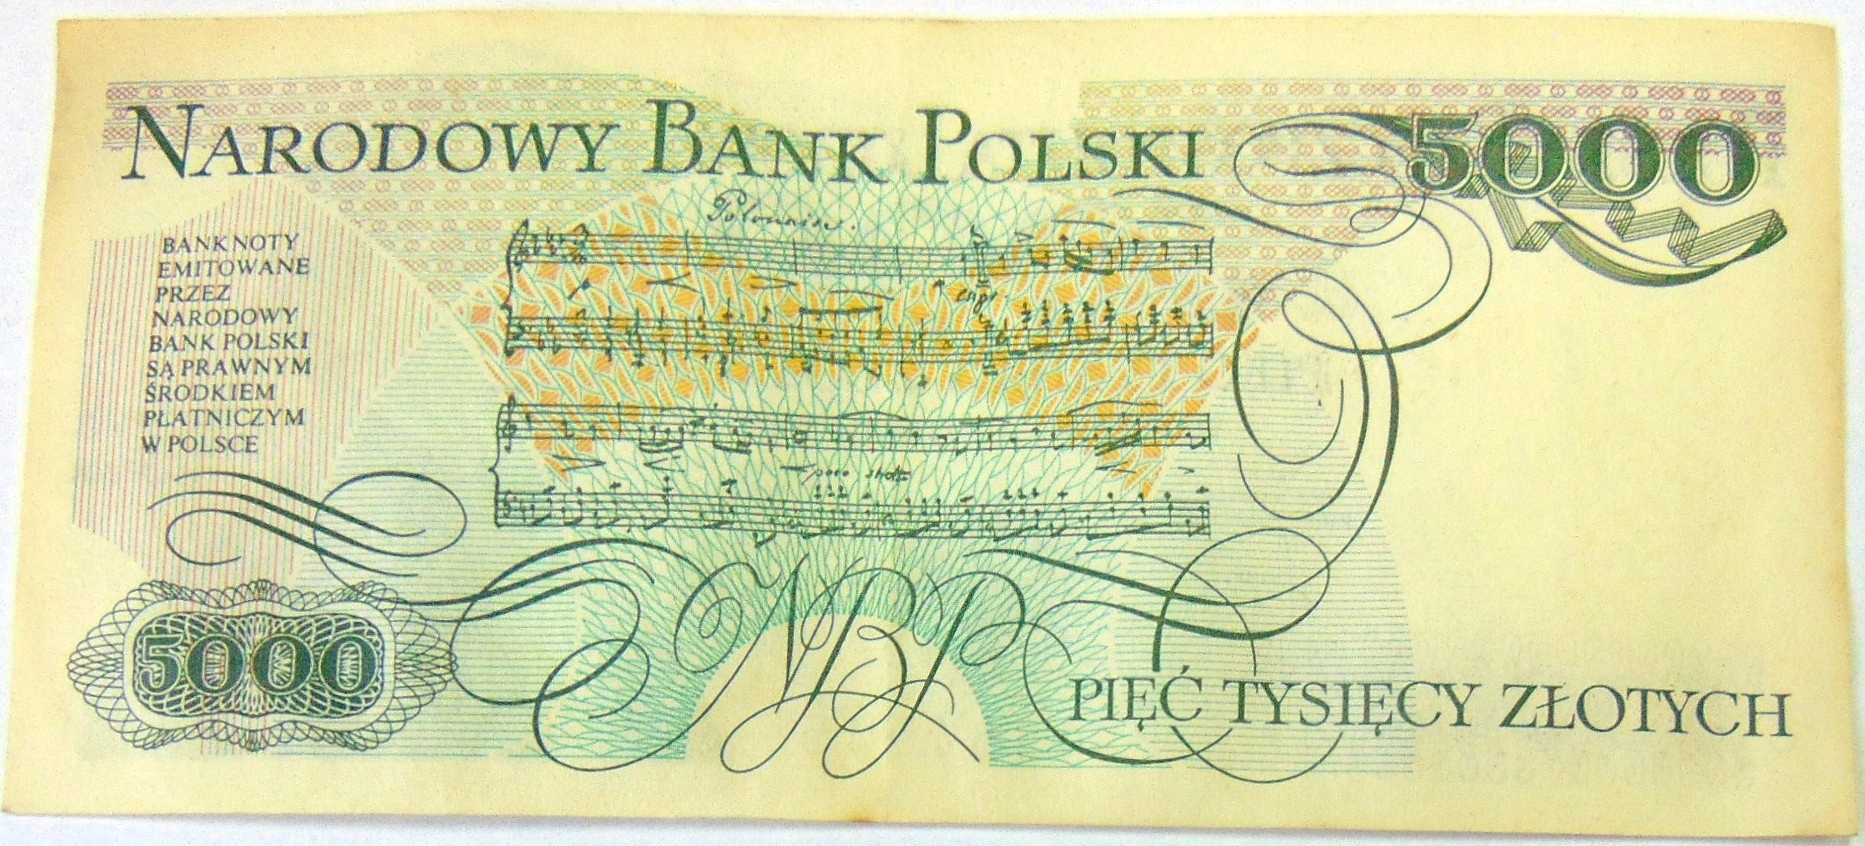 NARODOWY BANK POLSKI
5000
Polonaise.
BANKNOTY
EMITOWANE
PRZEZ
NARODOWY
BANK POLSKI
SĄ PRAWNYM
ŚRODKIEM
PŁATNICZYM
W POLSCE
poco
5000
NBP
PIĘĆ TYSIĘCY ZŁOTYCH